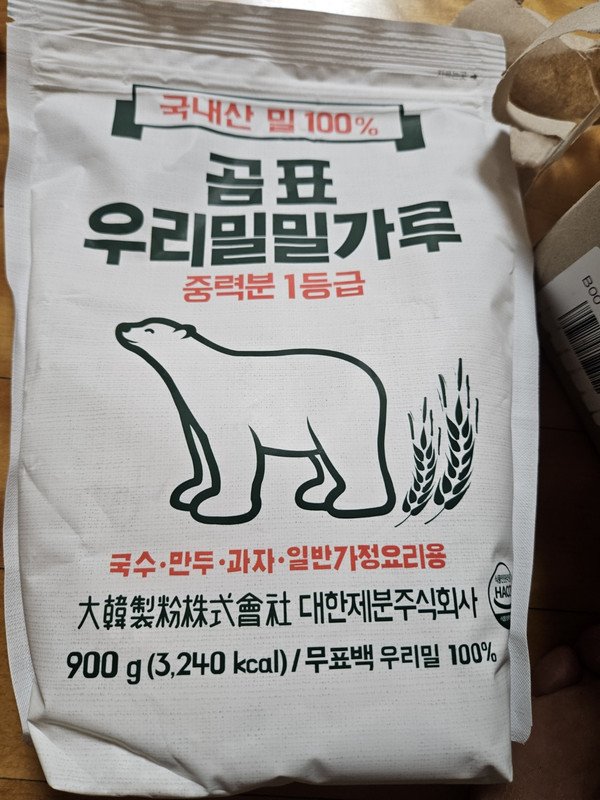 국내산 밀 100%
곰표
우리밀밀가루
중력분 1등급
국수·만두·과자·일반가정요리용
大韓製粉株式會社 대한제분주식회사
900 g (3,240 kcal) / 무표백 우리밀 100%
B00